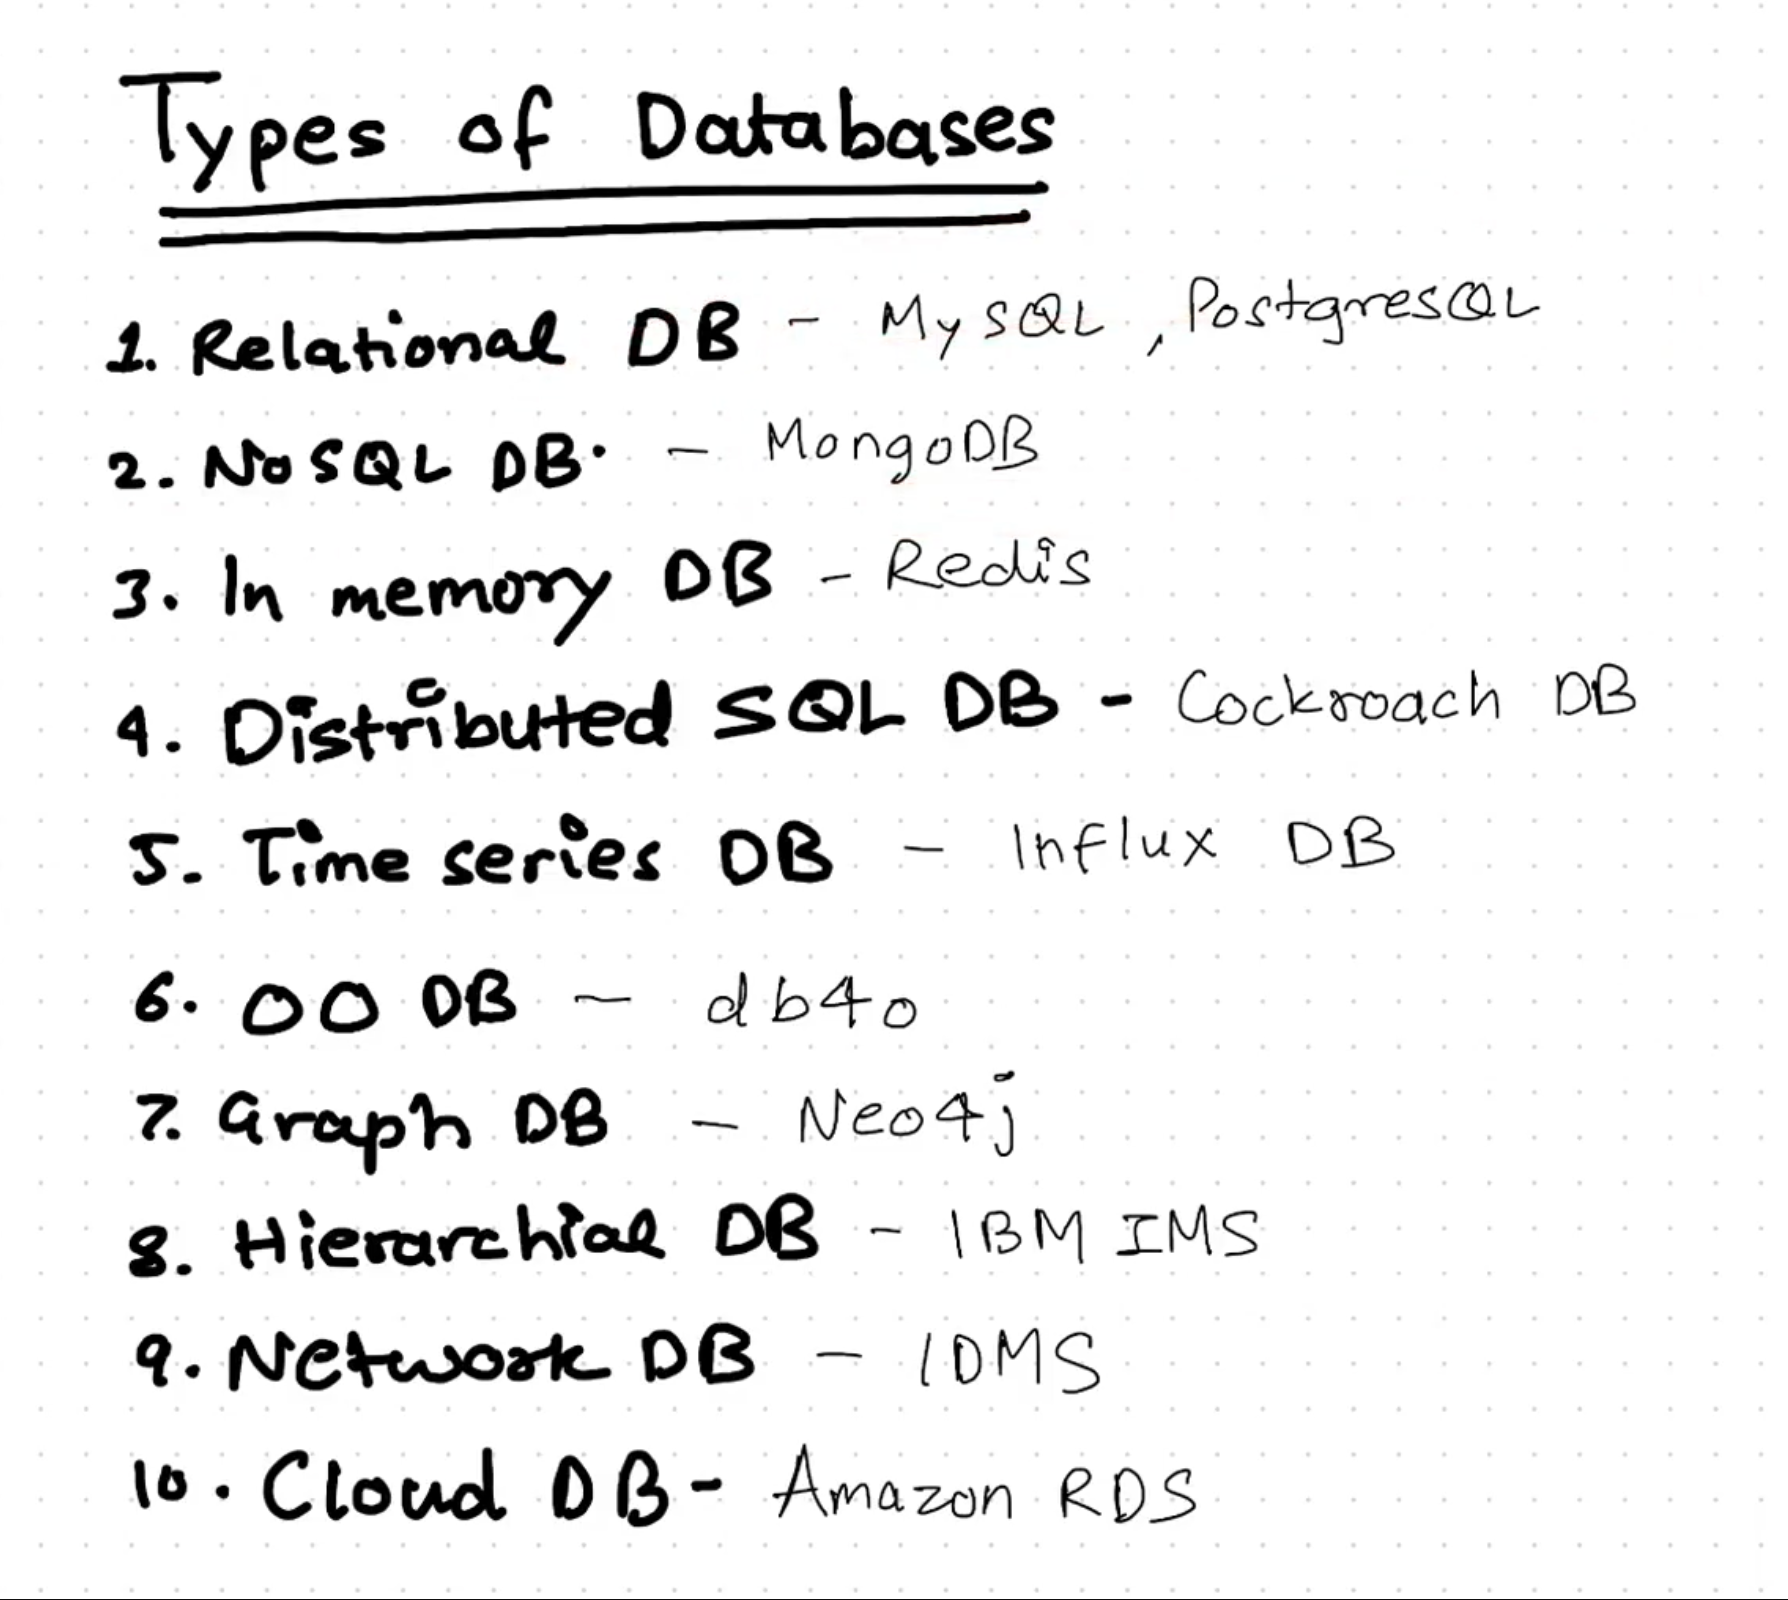 Types of Databases
1. Relational DB - MySQL, PostgresQL
2. NoSQL DB. - MongoDB
3. In memory DB - Redis
4. Distributed SQL DB - Cockroach DB
5. Time series DB - Influx DB
6. OO DB - db4o
7. Graph DB - Neo4j
8. Hierarchial DB - IBM IMS
9. Network DB - IDMS
10. Cloud DB - Amazon RDS